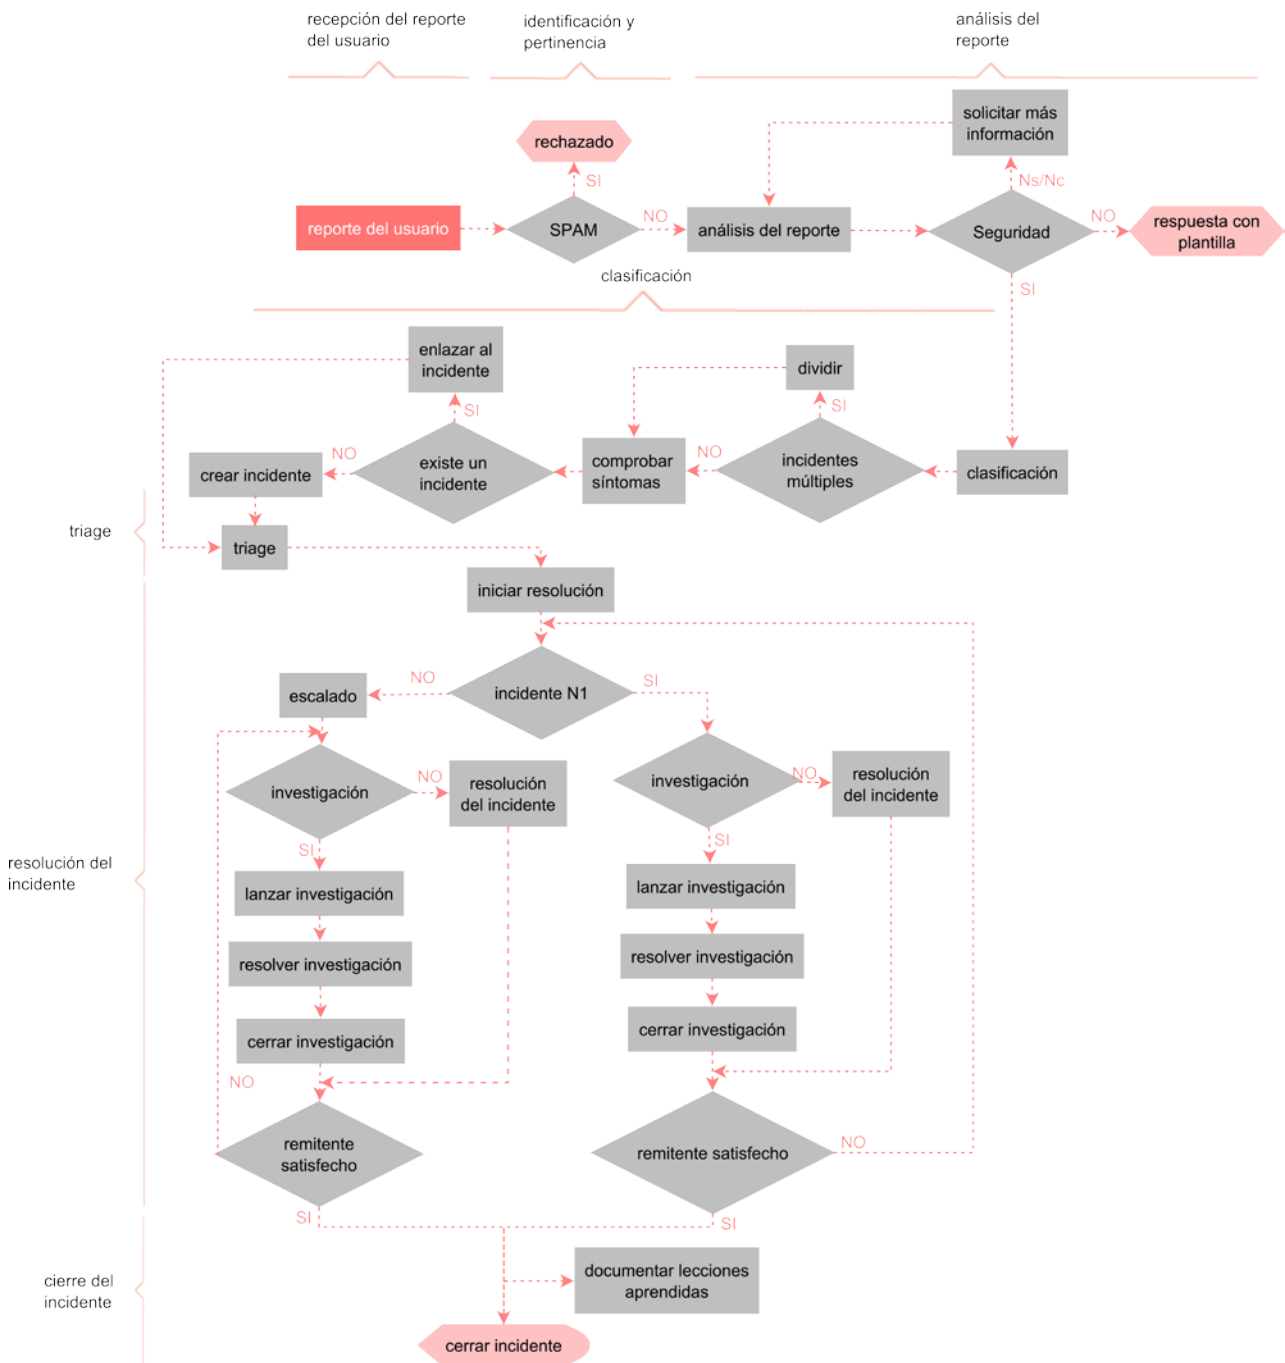 recepción del reporte
del usuario
identificación y
pertinencia
análisis del
reporte
solicitar más
información
rechazado
SI
Ns/Nc
reporte del usuario
SPAM
NO
análisis del reporte
Seguridad
NO
respuesta con
plantilla
SI
clasificación
enlazar al
incidente
dividir
SI
SI
NO
NO
crear incidente
existe un
incidente
comprobar
síntomas
incidentes
múltiples
clasificación
triage
triage
iniciar resolución
NO
SI
escalado
incidente N1
investigación
NO
resolución
del incidente
investigación
NO
resolución
del incidente
SI
SI
resolución del
incidente
lanzar investigación
lanzar investigación
resolver investigación
resolver investigación
cerrar investigación
cerrar investigación
NO
remitente
satisfecho
remitente satisfecho
NO
SI
SI
cierre del
incidente
documentar lecciones
aprendidas
cerrar incidente